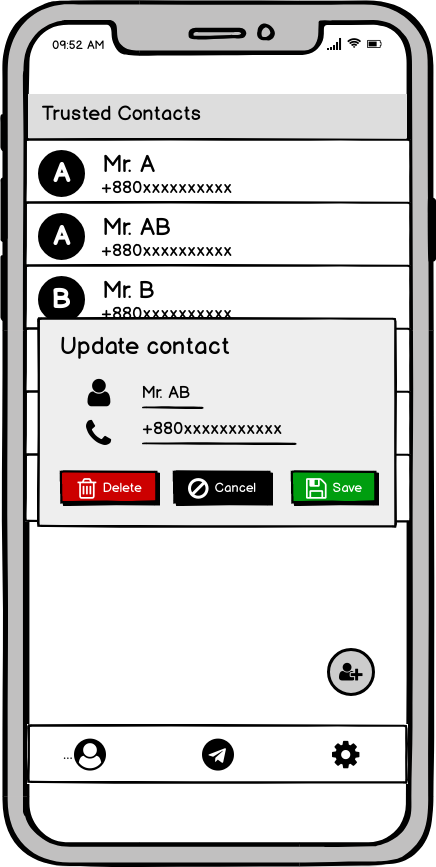 09:52 AM
Trusted Contacts
A
Mr. A
+880xxxxxxxxxx
A
Mr. AB
+880xxxxxxxxxx
B
Mr. B
+880xxxxxxxxxx
Update contact
Mr. AB
+880xxxxxxxxxxx
Delete
Cancel
Save
...